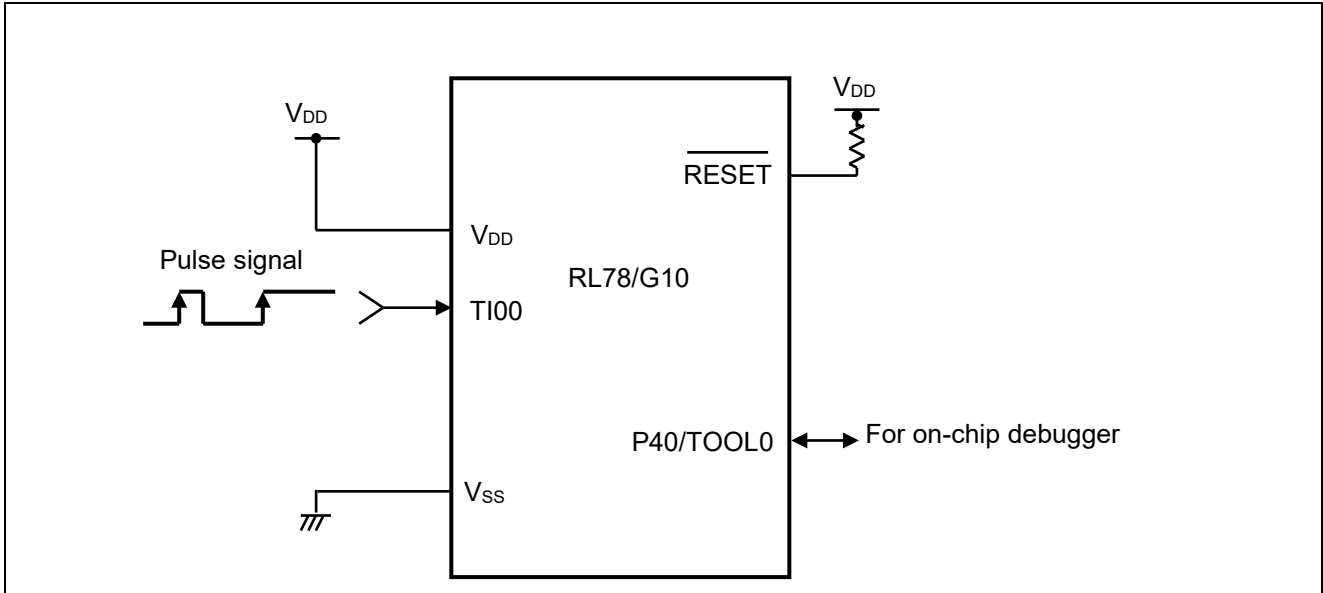 VDD
VDD
RESET
VDD
Pulse signal
RL78/G10
TI00
P40/TOOL0
For on-chip debugger
VSS